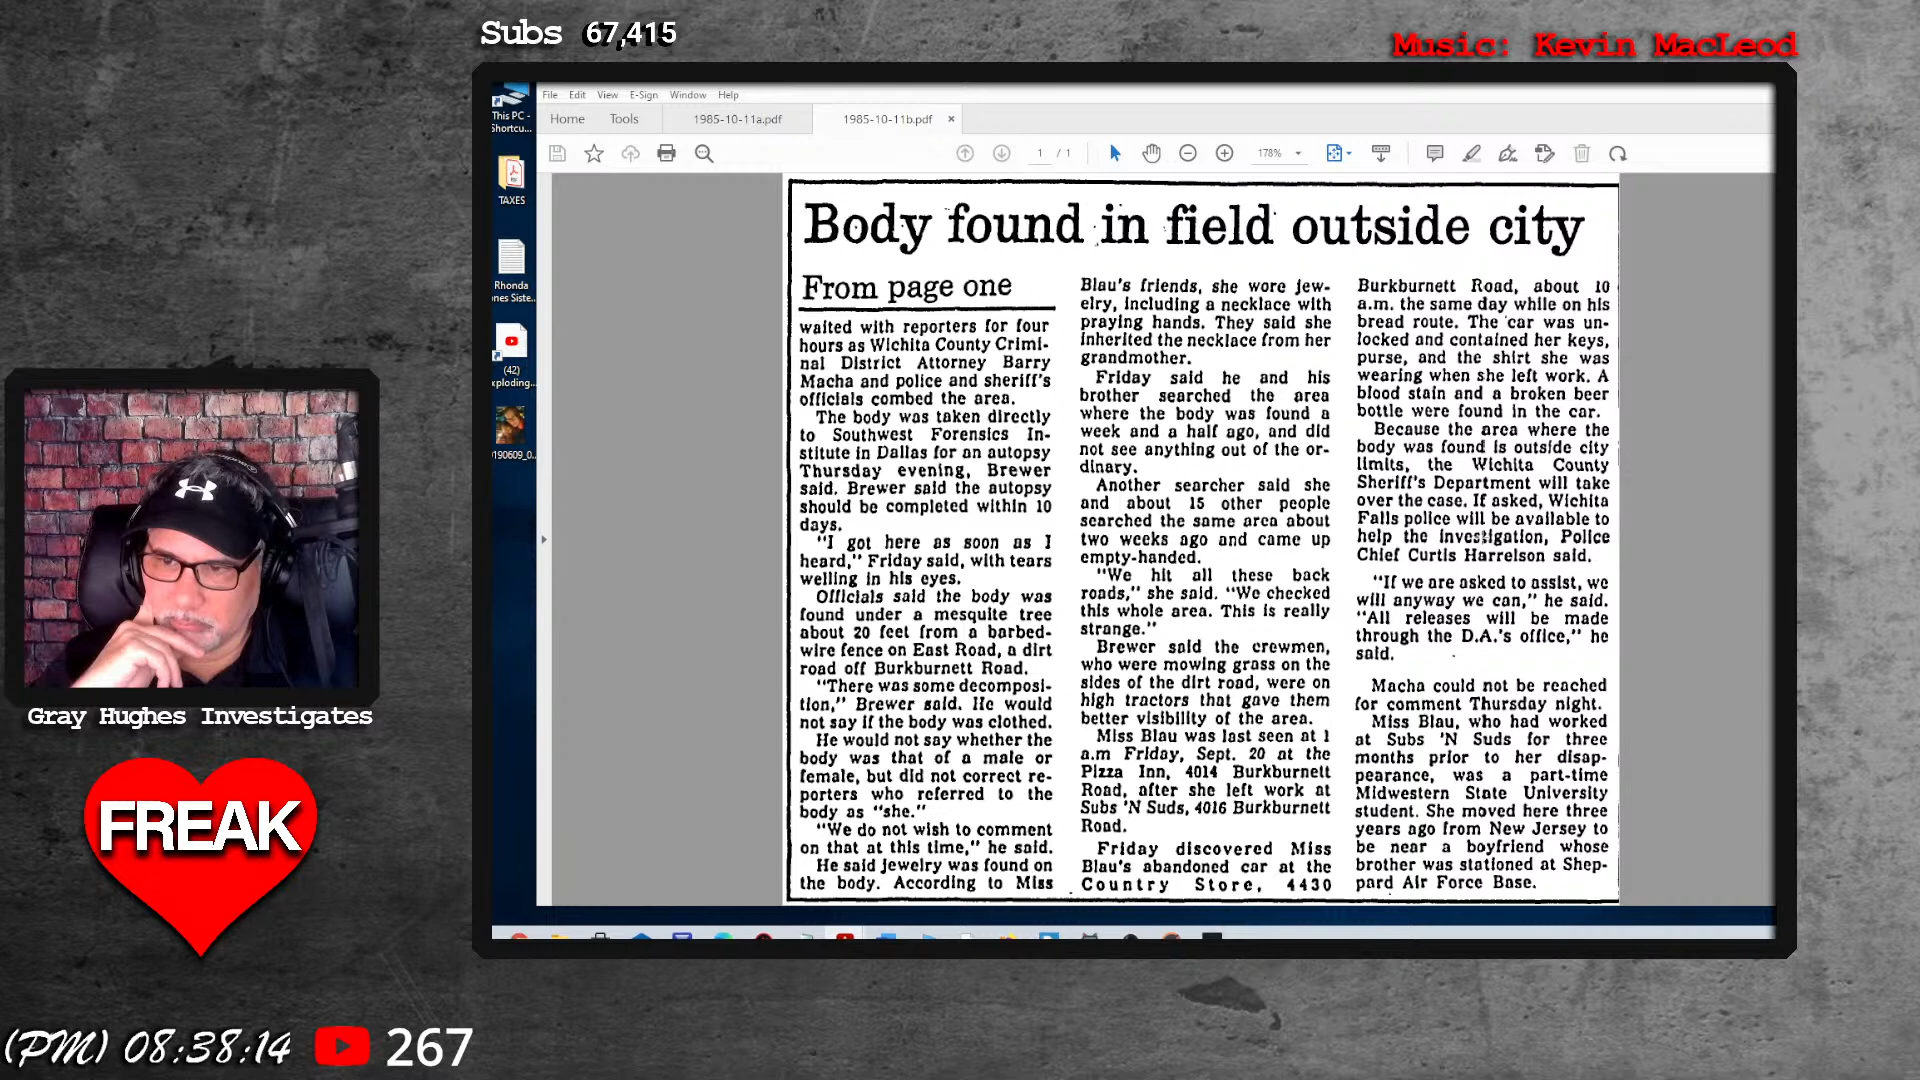 Subs 67,415
Music: Kevin MacLeod
This PC -
Shortcu...
TAXES
Rhonda
ones Siste..
(42)
xploding...
0190609_0..
File Edit View E-Sign Window Help
Home Tools 1985-10-11a.pdf 1985-10-11b.pdf ×
1 / 1 178%
Body found in field outside city
From page one
waited with reporters for four
hours as Wichita County Crimi-
nal District Attorney Barry
Macha and police and sheriff's
officials combed the area.
The body was taken directly
to Southwest Forensics In-
stitute in Dallas for an autopsy
Thursday evening, Brewer
said. Brewer said the autopsy
should be completed within 10
days.
"I got here as soon as I
heard," Friday said, with tears
welling in his eyes.
Officials said the body was
found under a mesquite tree
about 20 feet from a barbed-
wire fence on East Road, a dirt
road off Burkburnett Road.
"There was some decomposi-
tion," Brewer said. He would
not say if the body was clothed.
He would not say whether the
body was that of a male or
female, but did not correct re-
porters who referred to the
body as "she."
"We do not wish to comment
on that at this time," he said.
He said jewelry was found on
the body. According to Miss
Blau's friends, she wore jew-
elry, including a necklace with
praying hands. They said she
inherited the necklace from her
grandmother.
Friday said he and his
brother searched the area
where the body was found a
week and a half ago, and did
not see anything out of the or-
dinary.
Another searcher said she
and about 15 other people
searched the same area about
two weeks ago and came up
empty-handed.
"We hit all these back
roads," she said. "We checked
this whole area. This is really
strange."
Brewer said the crewmen,
who were mowing grass on the
sides of the dirt road, were on
high tractors that gave them
better visibility of the area.
Miss Blau was last seen at 1
a.m Friday, Sept. 20 at the
Pizza Inn, 4014 Burkburnett
Road, after she left work at
Subs 'N Suds, 4016 Burkburnett
Road.
Friday discovered Miss
Blau's abandoned car at the
Country Store, 4430
Burkburnett Road, about 10
a.m. the same day while on his
bread route. The car was un-
locked and contained her keys,
purse, and the shirt she was
wearing when she left work. A
blood stain and a broken beer
bottle were found in the car.
Because the area where the
body was found is outside city
limits, the Wichita County
Sheriff's Department will take
over the case. If asked, Wichita
Falls police will be available to
help the investigation, Police
Chief Curtis Harrelson said.
"If we are asked to assist, we
will anyway we can," he said.
"All releases will be made
through the D.A.'s office," he
said.
Macha could not be reached
for comment Thursday night.
Miss Blau, who had worked
at Subs 'N Suds for three
months prior to her disap-
pearance, was a part-time
Midwestern State University
student. She moved here three
years ago from New Jersey to
be near a boyfriend whose
brother was stationed at Shep-
pard Air Force Base.
Gray Hughes Investigates
FREAK
(PM) 08:38:14
267